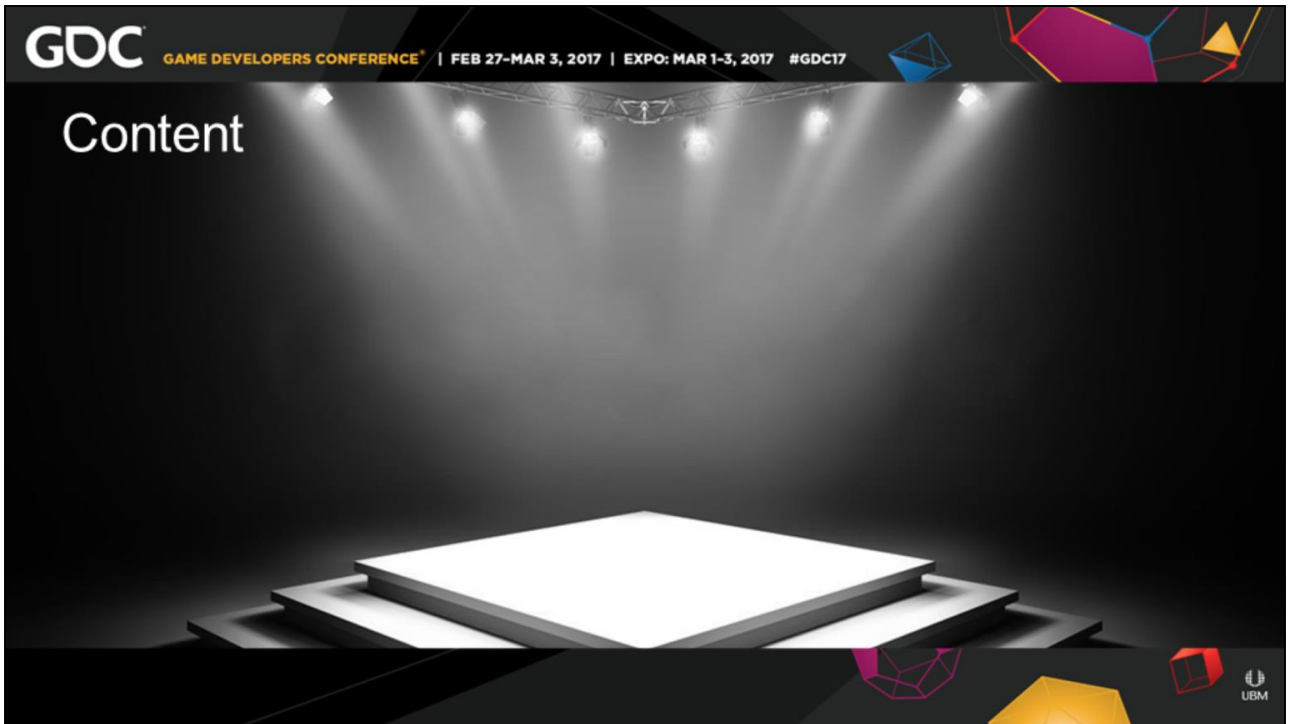 GDC GAME DEVELOPERS CONFERENCE® | FEB 27-MAR 3, 2017 | EXPO: MAR 1-3, 2017 #GDC17
Content
UBM